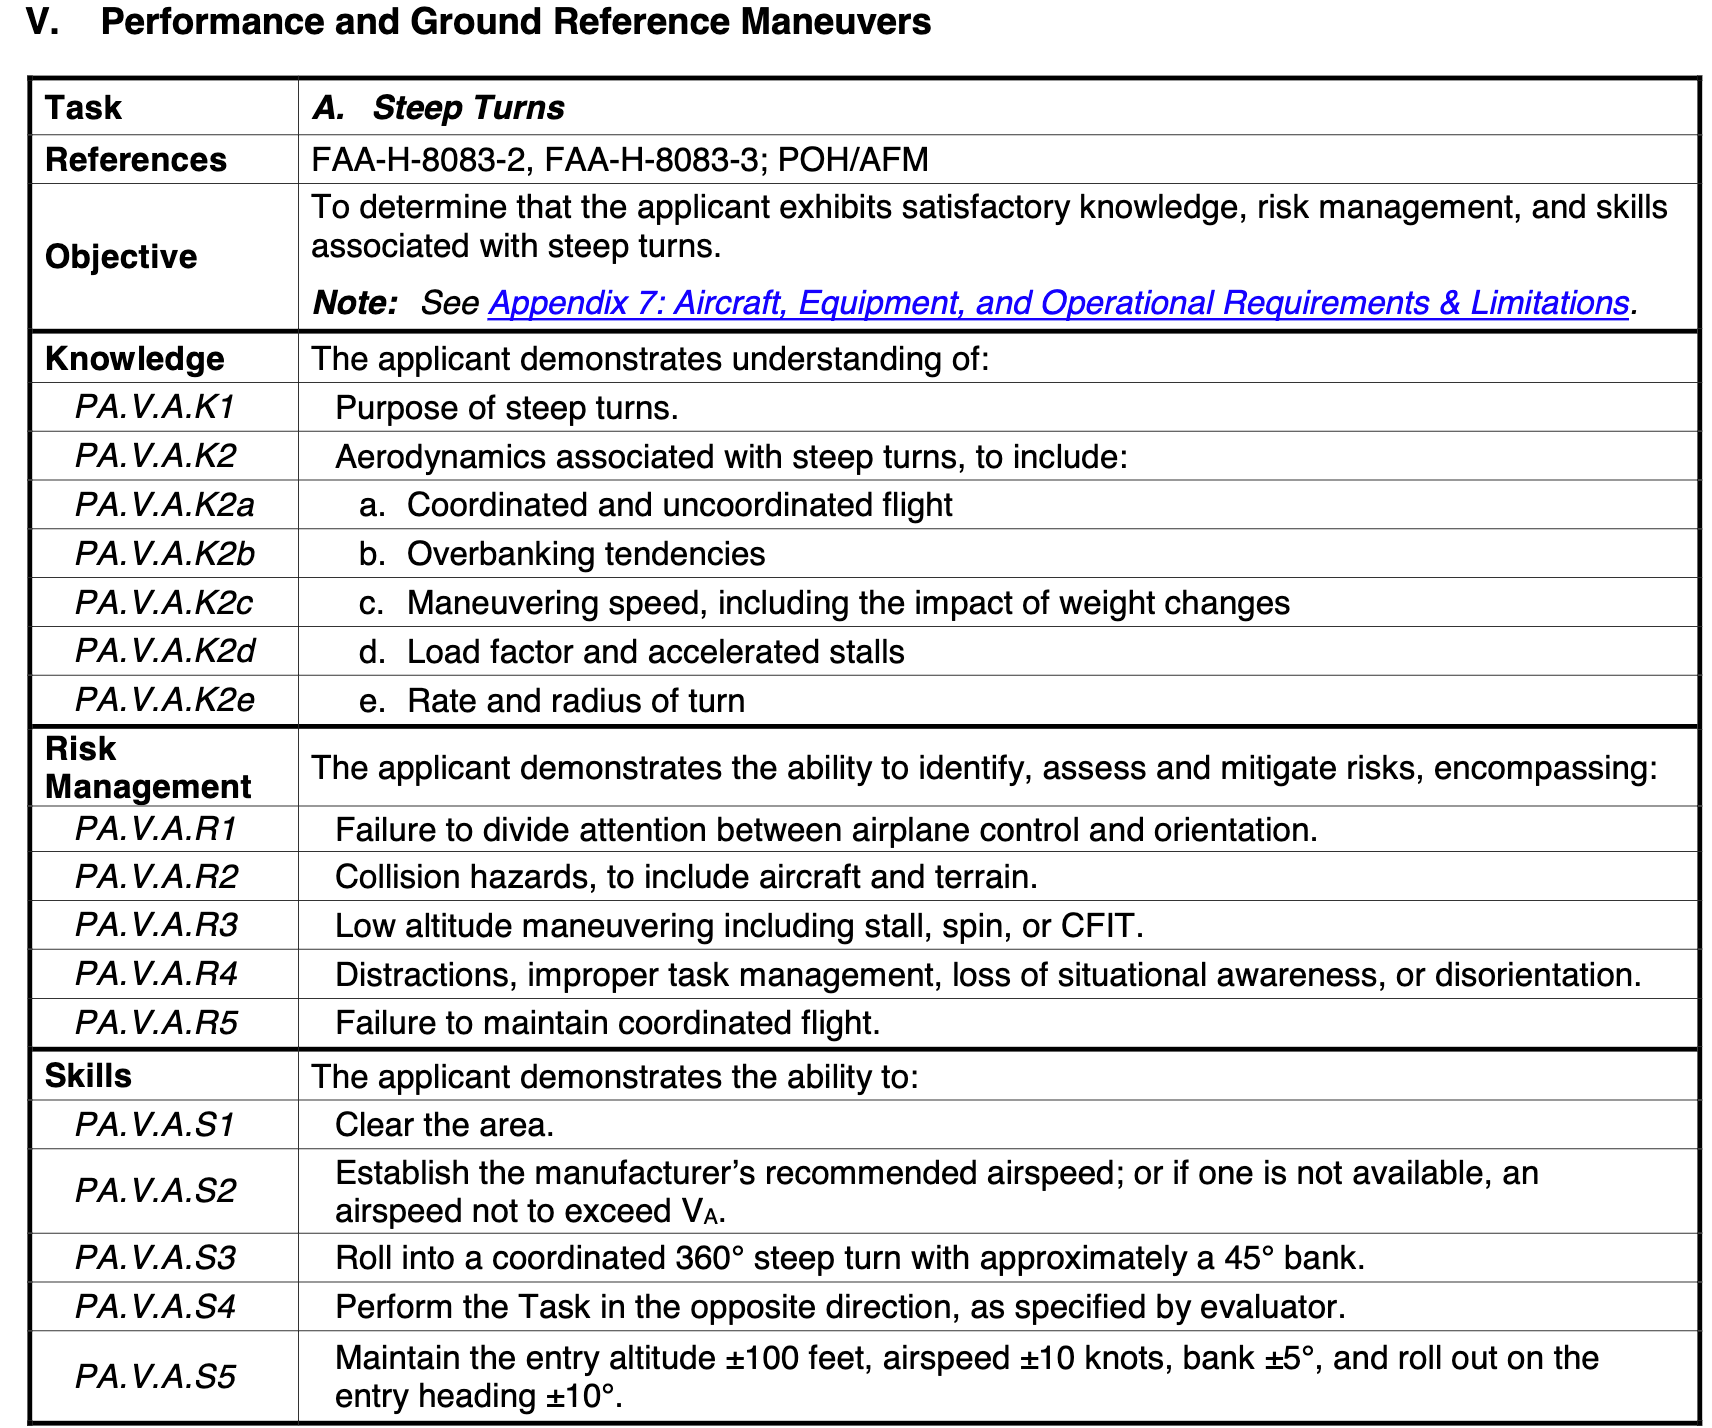 V. Performance and Ground Reference Maneuvers
Task A. Steep Turns
References FAA-H-8083-2, FAA-H-8083-3; POH/AFM
Objective
To determine that the applicant exhibits satisfactory knowledge, risk management, and skills
associated with steep turns.
Note: See Appendix 7: Aircraft, Equipment, and Operational Requirements & Limitations.
Knowledge The applicant demonstrates understanding of:
PA.V.A.K1 Purpose of steep turns.
PA.V.A.K2 Aerodynamics associated with steep turns, to include:
PA.V.A.K2a a. Coordinated and uncoordinated flight
PA.V.A.K2b b. Overbanking tendencies
PA.V.A.K2c c. Maneuvering speed, including the impact of weight changes
PA.V.A.K2d d. Load factor and accelerated stalls
PA.V.A.K2e e. Rate and radius of turn
Risk
Management
The applicant demonstrates the ability to identify, assess and mitigate risks, encompassing:
PA.V.A.R1 Failure to divide attention between airplane control and orientation.
PA.V.A.R2 Collision hazards, to include aircraft and terrain.
PA.V.A.R3 Low altitude maneuvering including stall, spin, or CFIT.
PA.V.A.R4 Distractions, improper task management, loss of situational awareness, or disorientation.
PA.V.A.R5 Failure to maintain coordinated flight.
Skills The applicant demonstrates the ability to:
PA.V.A.S1 Clear the area.
PA.V.A.S2
Establish the manufacturer’s recommended airspeed; or if one is not available, an
airspeed not to exceed VA.
PA.V.A.S3 Roll into a coordinated 360° steep turn with approximately a 45° bank.
PA.V.A.S4 Perform the Task in the opposite direction, as specified by evaluator.
PA.V.A.S5
Maintain the entry altitude ±100 feet, airspeed ±10 knots, bank ±5°, and roll out on the
entry heading ±10°.